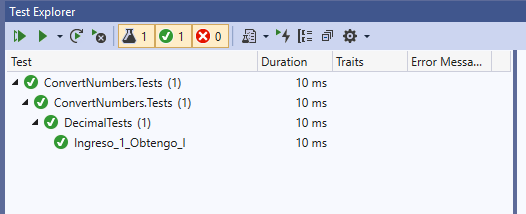 Test Explorer
1 1 0
Test Duration Traits Error Messa...
ConvertNumbers.Tests (1) 10 ms
ConvertNumbers.Tests (1) 10 ms
DecimalTests (1) 10 ms
Ingreso_1_Obtengo_I 10 ms